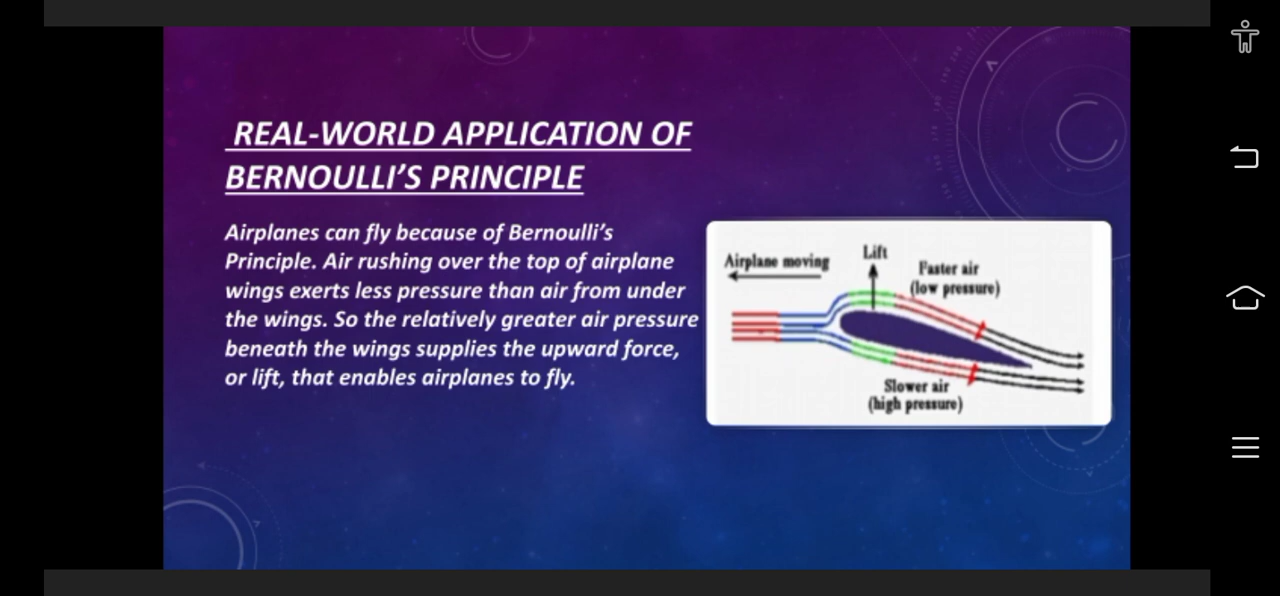 REAL-WORLD APPLICATION OF
BERNOULLI'S PRINCIPLE
Airplanes can fly because of Bernoulli's
Principle. Air rushing over the top of airplane
wings exerts less pressure than air from under
the wings. So the relatively greater air pressure
beneath the wings supplies the upward force,
or lift, that enables airplanes to fly.
Airplane moving
Lift
Faster air
(low pressure)
Slower air
(high pressure)